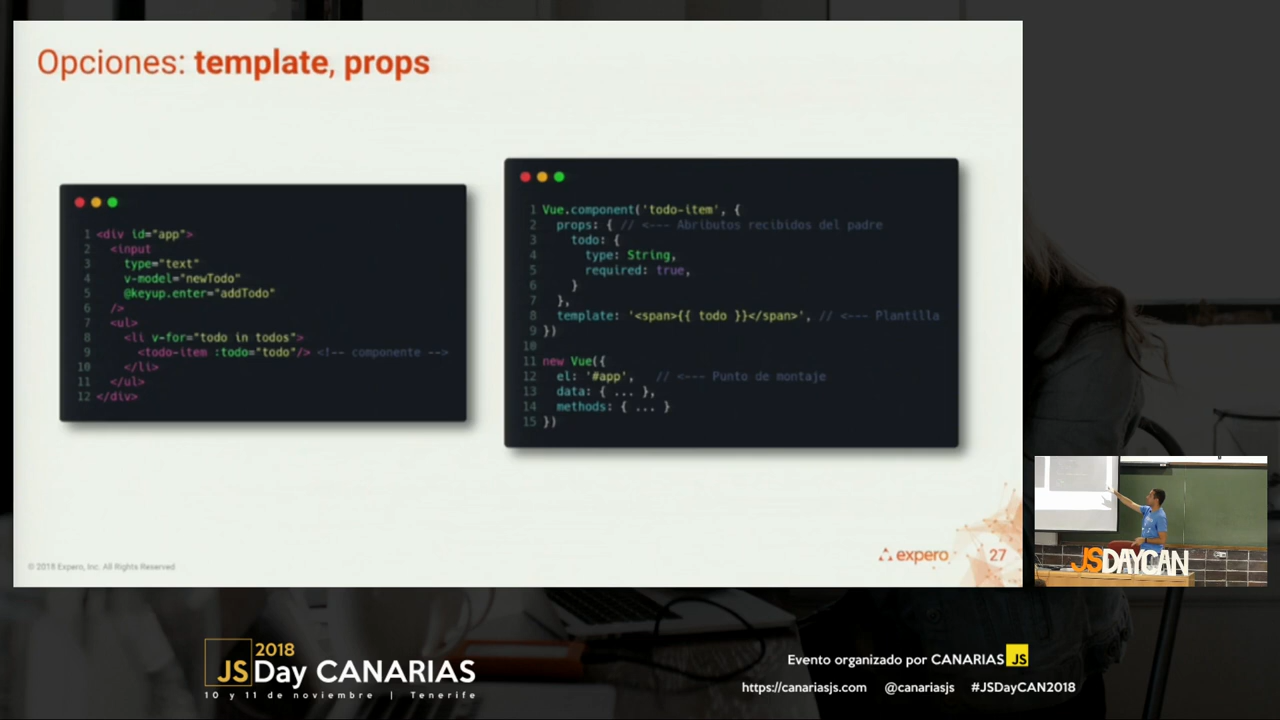 Opciones: template, props
1 <div id="app">
2 <input
3 type="text"
4 v-model="newTodo"
5 @keyup.enter="addTodo"
6 />
7 <ul>
8 <li v-for="todo in todos">
9 <todo-item :todo="todo"/> <!-- componente -->
10 </li>
11 </ul>
12 </div>
1 Vue.component('todo-item', {
2 props: { // <--- Abributos recibidos del padre
3 todo: {
4 type: String,
5 required: true,
6 }
7 },
8 template: '<span>{{ todo }}</span>', // <--- Plantilla
9 })
10
11 new Vue({
12 el: '#app', // <--- Punto de montaje
13 data: { ... },
14 methods: { ... }
15 })
© 2018 Expero, Inc. All Rights Reserved
expero
27
JSDAYCAN
2018
JSDay CANARIAS
10 y 11 de noviembre | Tenerife
Evento organizado por CANARIAS JS
https://canariasjs.com @canariasjs #JSDayCAN2018